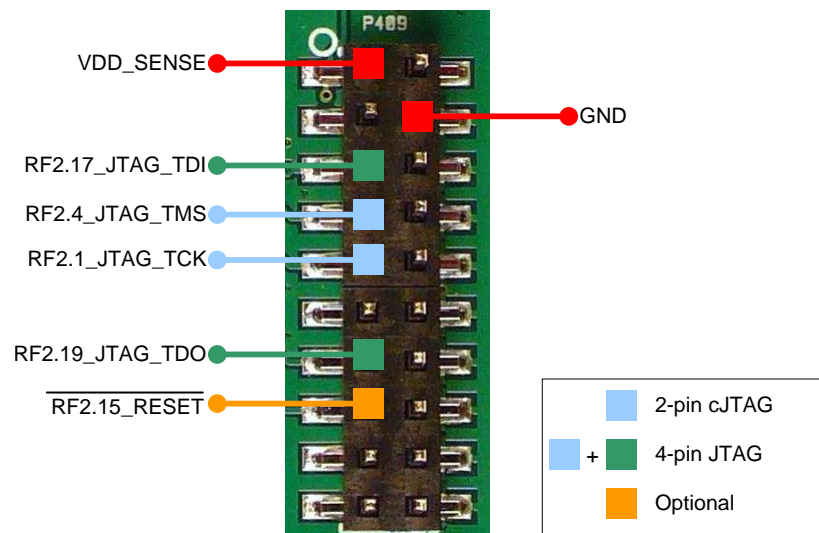 P409
VDD_SENSE
GND
RF2.17_JTAG_TDI
RF2.4_JTAG_TMS
RF2.1_JTAG_TCK
RF2.19_JTAG_TDO
RF2.15_RESET
2-pin cJTAG
+ 4-pin JTAG
Optional